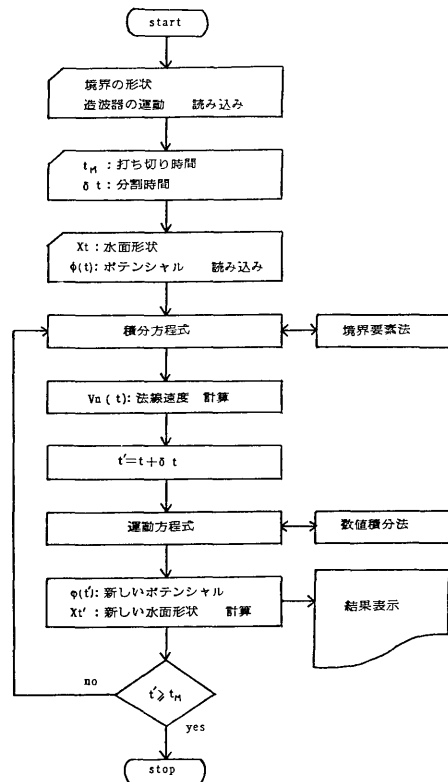 start
境界の形状
造波器の運動 読み込み
t_M : 打ち切り時間
δ t : 分割時間
Xt : 水面形状
φ(t): ポテンシャル 読み込み
積分方程式
境界要素法
Vn (t): 法線速度 計算
t′=t+δ t
運動方程式
数値積分法
φ(t′): 新しいポテンシャル
Xt′ : 新しい水面形状 計算
結果表示
no
t′≧ t_M
yes
stop